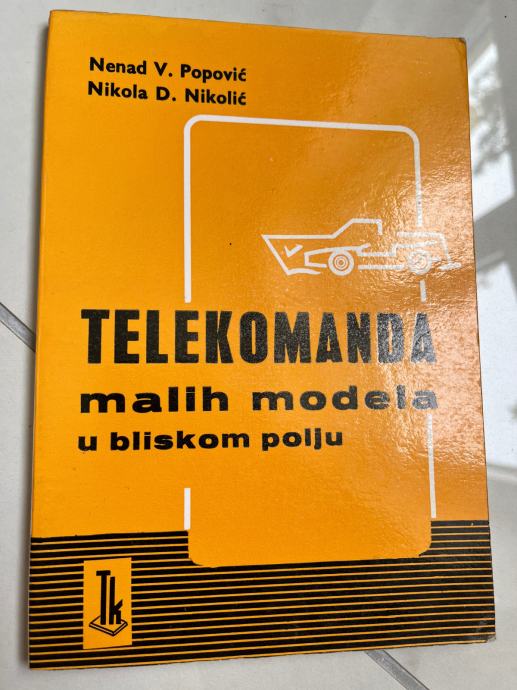 Nenad V. Popović
Nikola D. Nikolić
TELEKOMANDA
malih modela
u bliskom polju
Tk